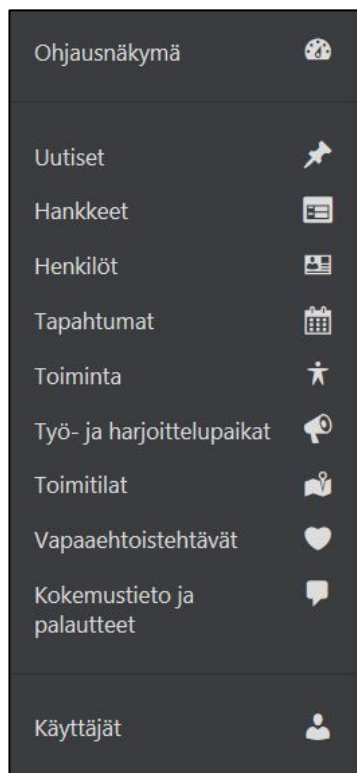 Ohjausnäkymä
Uutiset
Hankkeet
Henkilöt
Tapahtumat
Toiminta
Työ- ja harjoittelupaikat
Toimitilat
Vapaaehtoistehtävät
Kokemustieto ja
palautteet
Käyttäjät